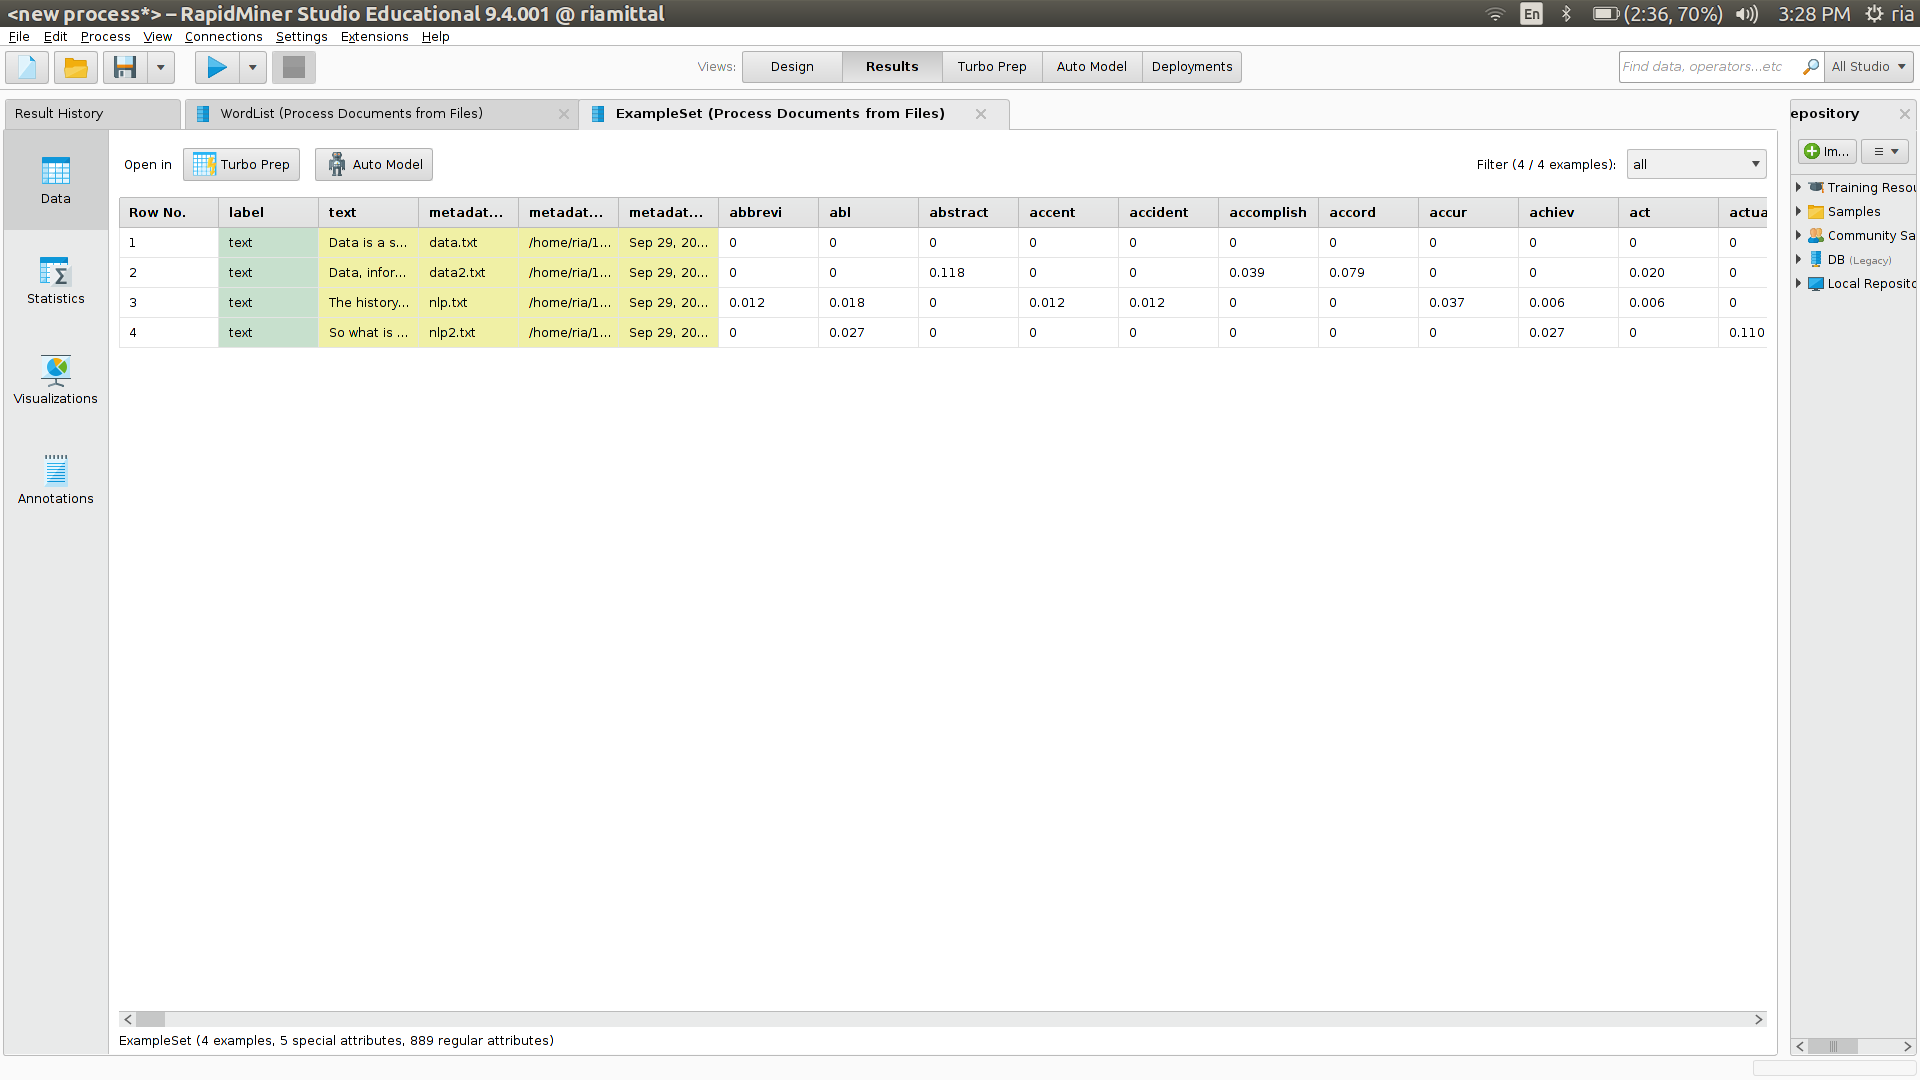 <new process*> – RapidMiner Studio Educational 9.4.001 @ riamittal En (2:36, 70%) 3:28 PM ria
File Edit Process View Connections Settings Extensions Help
Views: Design Results Turbo Prep Auto Model Deployments Find data, operators...etc All Studio
Result History WordList (Process Documents from Files) ExampleSet (Process Documents from Files) epository
Open in Turbo Prep Auto Model Filter (4 / 4 examples): all Im...
Data
Statistics
Visualizations
Annotations
Row No. label text metadat... metadat... metadat... abbrevi abl abstract accent accident accomplish accord accur achiev act actua
1 text Data is a s... data.txt /home/ria/1... Sep 29, 20... 0 0 0 0 0 0 0 0 0 0 0
2 text Data, infor... data2.txt /home/ria/1... Sep 29, 20... 0 0 0.118 0 0 0.039 0.079 0 0 0.020 0
3 text The history... nlp.txt /home/ria/1... Sep 29, 20... 0.012 0.018 0 0.012 0.012 0 0 0.037 0.006 0.006 0
4 text So what is ... nlp2.txt /home/ria/1... Sep 29, 20... 0 0.027 0 0 0 0 0 0 0.027 0 0.110
Training Resou
Samples
Community Sa
DB (Legacy)
Local Reposito
ExampleSet (4 examples, 5 special attributes, 889 regular attributes)